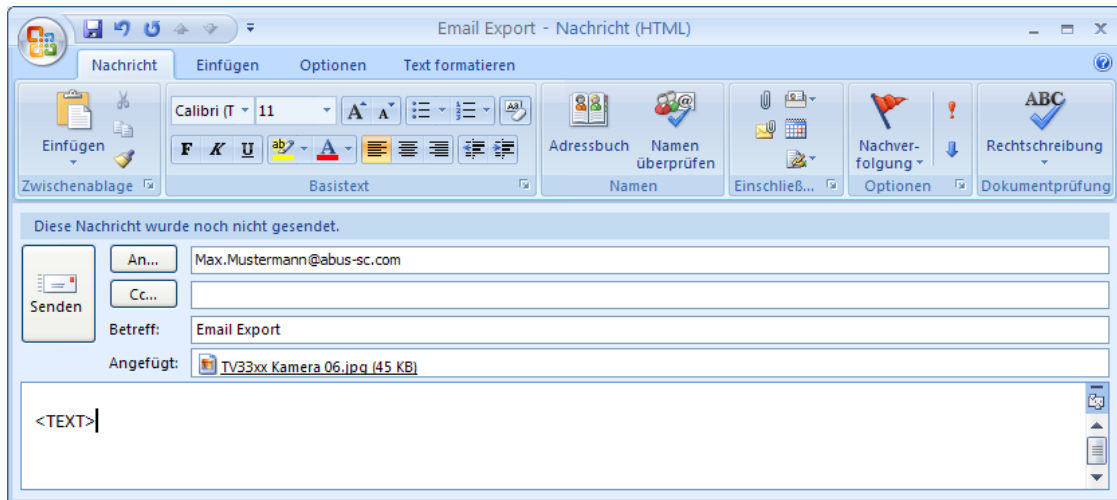 Email Export - Nachricht (HTML)
Nachricht Einfügen Optionen Text formatieren
Calibri (T 11
Einfügen
F K U
Adressbuch
Namen überprüfen
Nachver-
folgung
ABC
Rechtschreibung
Zwischenablage Basistext Namen Einschließ... Optionen Dokumentprüfung
Diese Nachricht wurde noch nicht gesendet.
Senden
An... Max.Mustermann@abus-sc.com
Cc...
Betreff: Email Export
Angefügt: TV33xx Kamera 06.jpg (45 KB)
<TEXT>